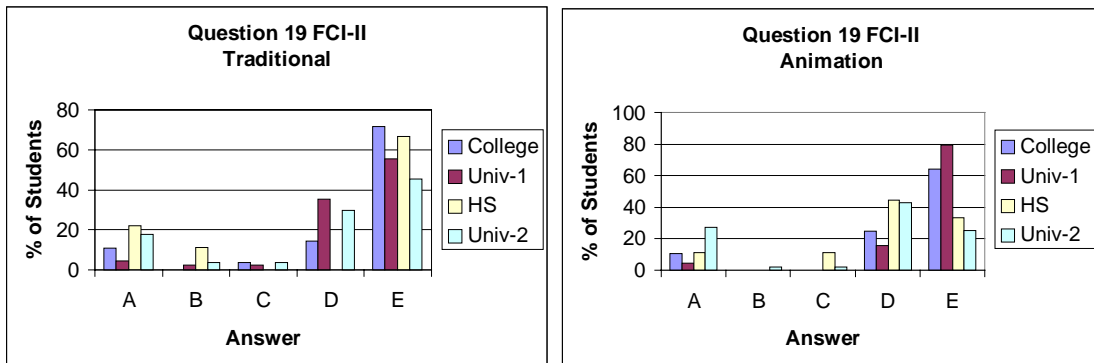 Question 19 FCI-II
Traditional
% of Students
80
60
40
20
0
A B C D E
Answer
College
Univ-1
HS
Univ-2
Question 19 FCI-II
Animation
% of Students
100
80
60
40
20
0
A B C D E
Answer
College
Univ-1
HS
Univ-2